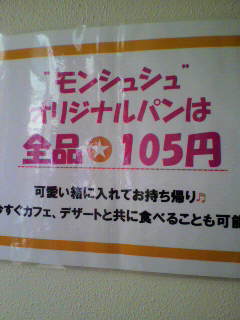 "モンシュシュ"
オリジナルパンは
全品✪105円
可愛い箱に入れてお持ち帰り♫
今すぐカフェ、デザートと共に食べることも可能